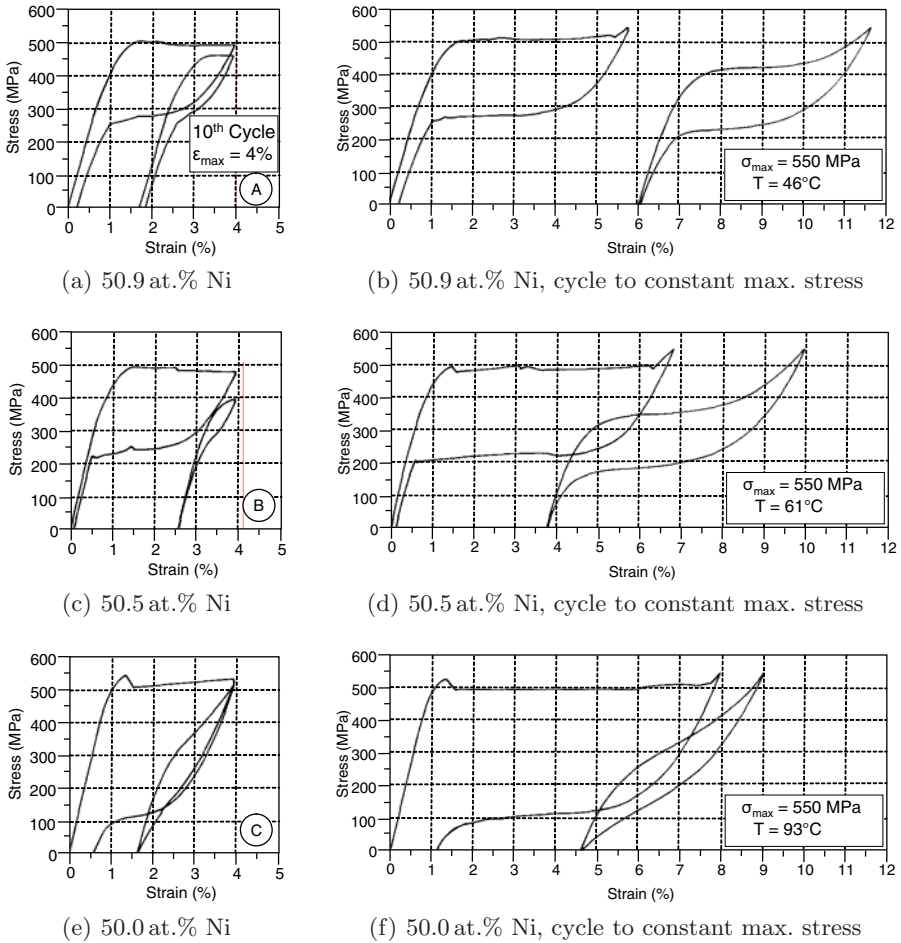 600
500
400
300
200
100
0
Stress (MPa)
0 1 2 3 4 5
Strain (%)
10th Cycle
εmax = 4%
A
(a) 50.9 at.% Ni
600
500
400
300
200
100
0
Stress (MPa)
0 1 2 3 4 5 6 7 8 9 10 11 12
Strain (%)
σmax = 550 MPa
T = 46°C
(b) 50.9 at.% Ni, cycle to constant max. stress
600
500
400
300
200
100
0
Stress (MPa)
0 1 2 3 4 5
Strain (%)
B
(c) 50.5 at.% Ni
600
500
400
300
200
100
0
Stress (MPa)
0 1 2 3 4 5 6 7 8 9 10 11 12
Strain (%)
σmax = 550 MPa
T = 61°C
(d) 50.5 at.% Ni, cycle to constant max. stress
600
500
400
300
200
100
0
Stress (MPa)
0 1 2 3 4 5
Strain (%)
C
(e) 50.0 at.% Ni
600
500
400
300
200
100
0
Stress (MPa)
0 1 2 3 4 5 6 7 8 9 10 11 12
Strain (%)
σmax = 550 MPa
T = 93°C
(f) 50.0 at.% Ni, cycle to constant max. stress